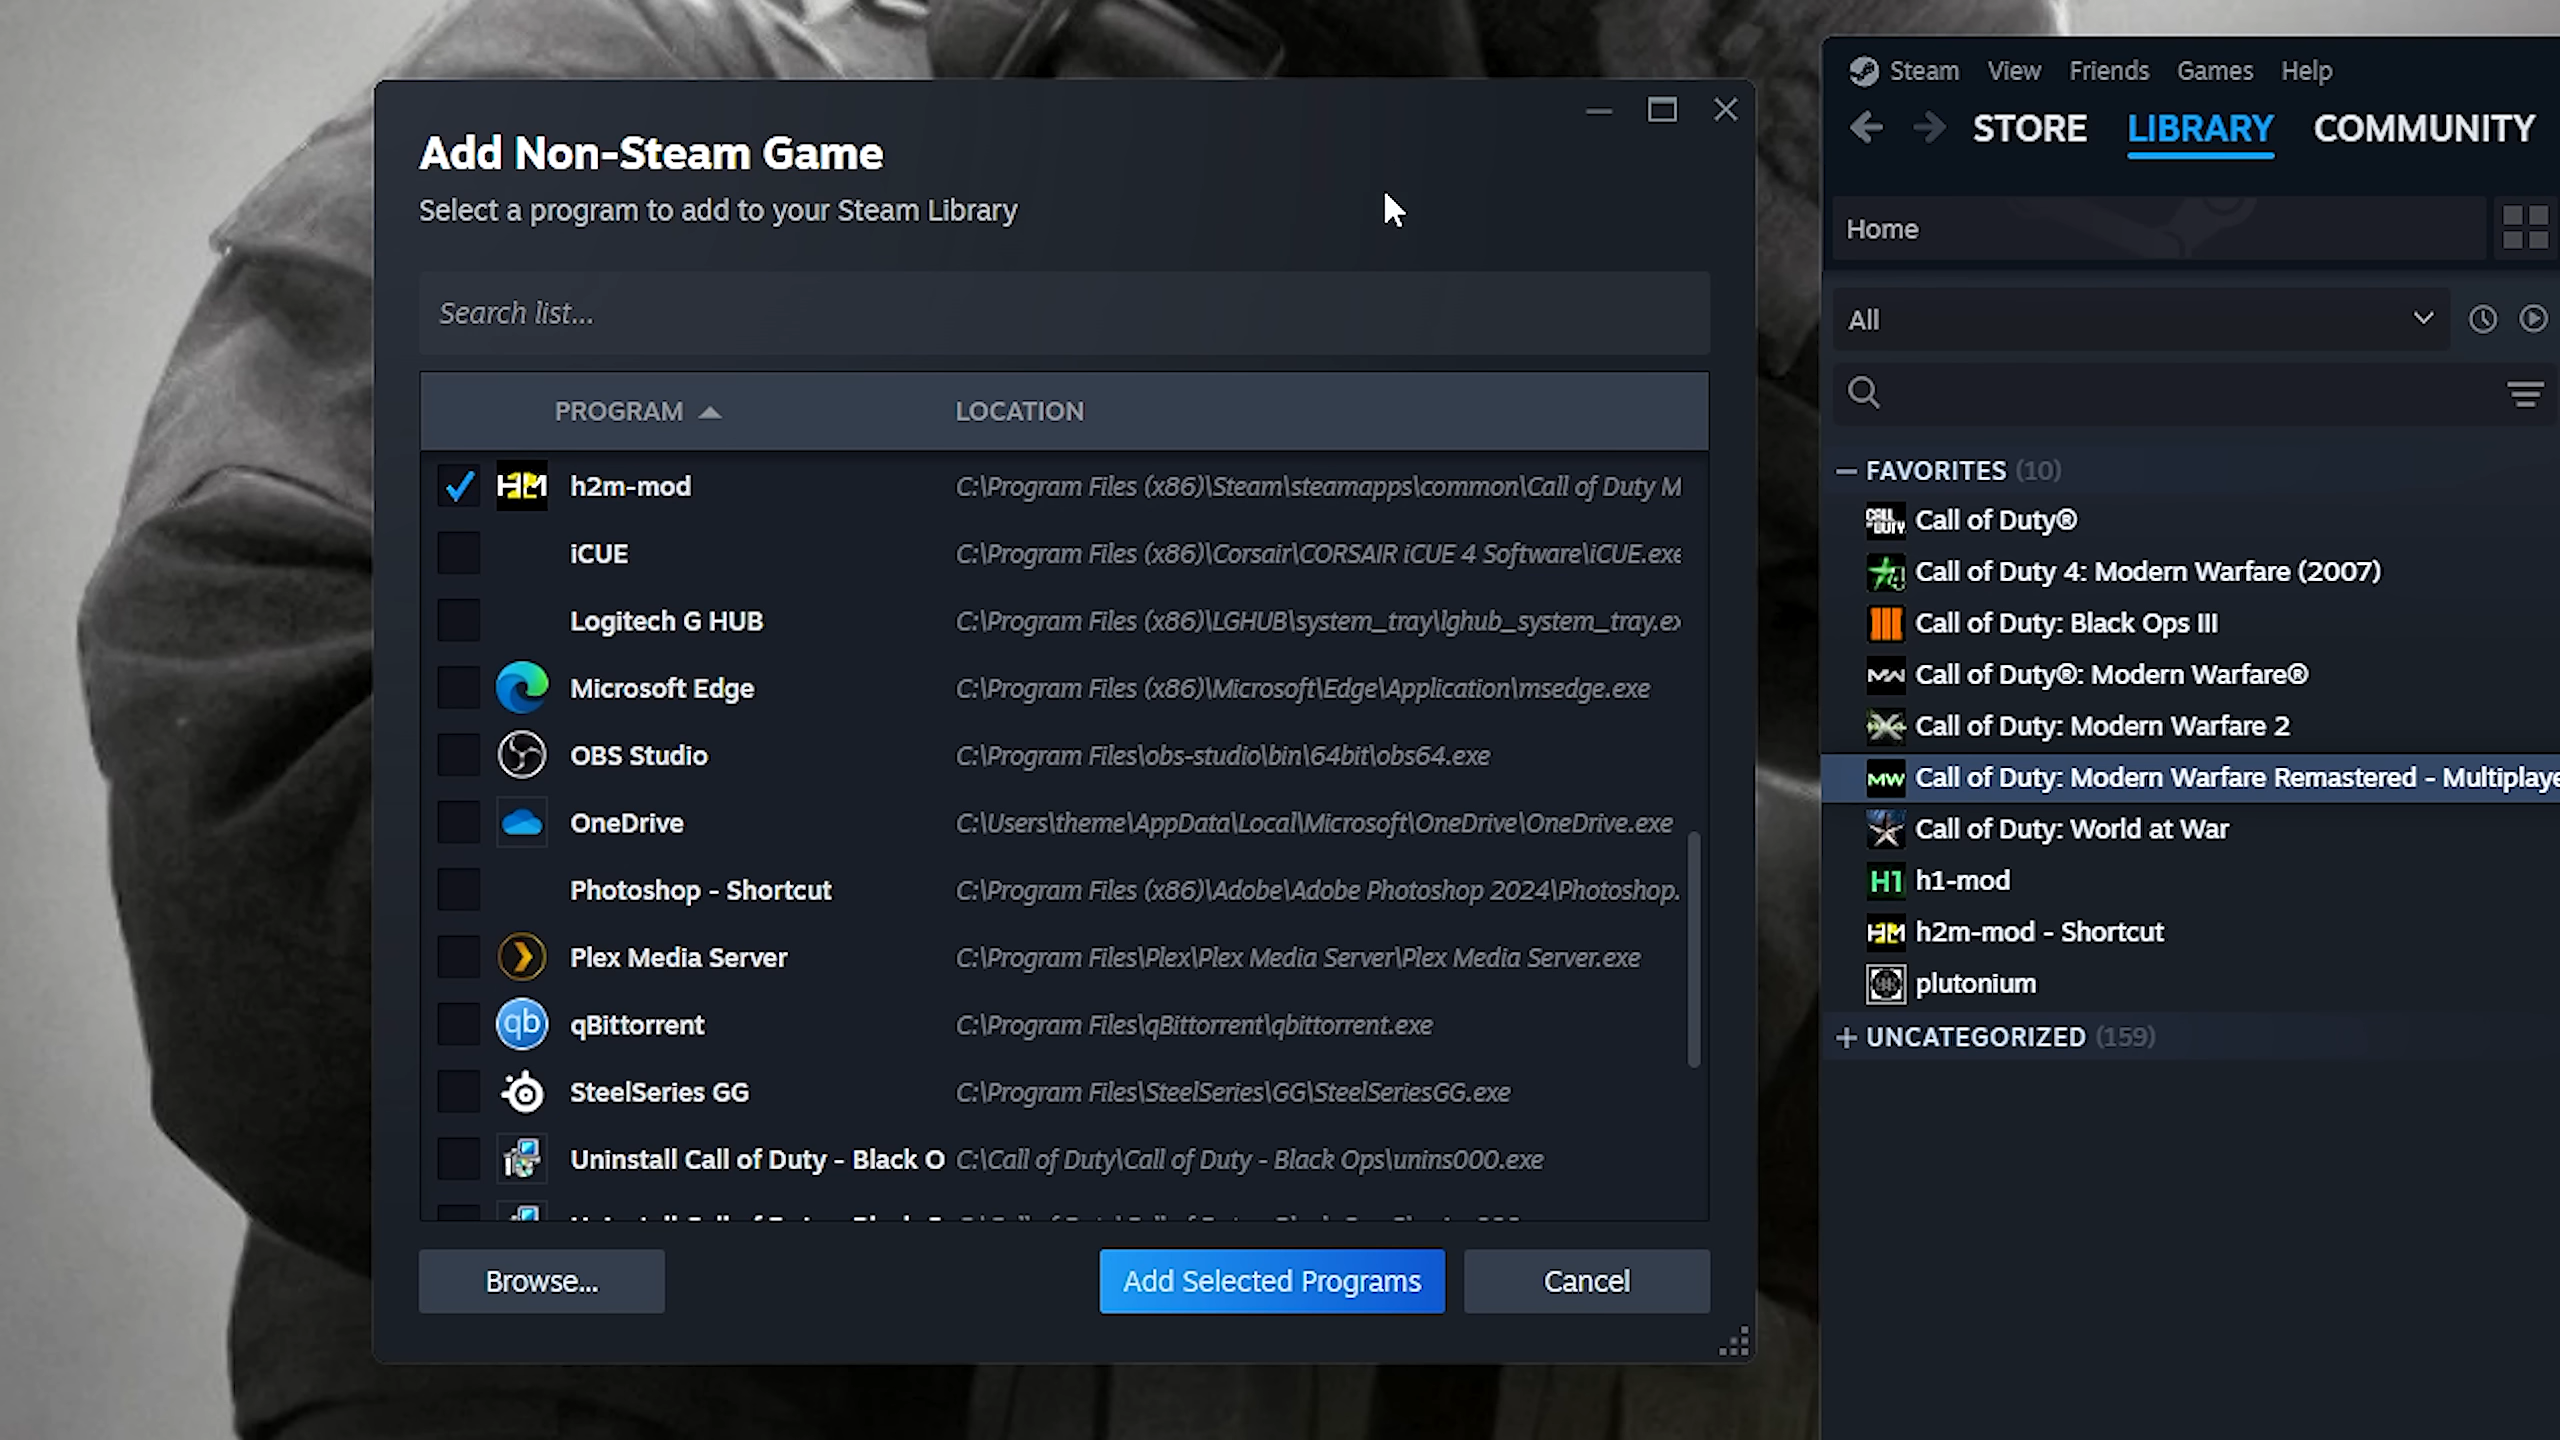 Add Non-Steam Game
Select a program to add to your Steam Library
Search list...
PROGRAM LOCATION
h2m-mod C:\Program Files (x86)\Steam\steamapps\common\Call of Duty M
iCUE C:\Program Files (x86)\Corsair\CORSAIR iCUE 4 Software\iCUE.exe
Logitech G HUB C:\Program Files (x86)\LGHUB\system_tray\lghub_system_tray.ex
Microsoft Edge C:\Program Files (x86)\Microsoft\Edge\Application\msedge.exe
OBS Studio C:\Program Files\obs-studio\bin\64bit\obs64.exe
OneDrive C:\Users\theme\AppData\Local\Microsoft\OneDrive\OneDrive.exe
Photoshop - Shortcut C:\Program Files (x86)\Adobe\Adobe Photoshop 2024\Photoshop.
Plex Media Server C:\Program Files\Plex\Plex Media Server\Plex Media Server.exe
qb qBittorrent C:\Program Files\qBittorrent\qbittorrent.exe
SteelSeries GG C:\Program Files\SteelSeries\GG\SteelSeriesGG.exe
Uninstall Call of Duty - Black O C:\Call of Duty\Call of Duty - Black Ops\unins000.exe
Browse...
Add Selected Programs
Cancel
Steam View Friends Games Help
STORE LIBRARY COMMUNITY
Home
All
FAVORITES (10)
CALL OF DUTY. Call of Duty®
Call of Duty 4: Modern Warfare (2007)
Call of Duty: Black Ops III
MW Call of Duty®: Modern Warfare®
Call of Duty: Modern Warfare 2
MW Call of Duty: Modern Warfare Remastered - Multiplaye
Call of Duty: World at War
H1 h1-mod
H2M h2m-mod - Shortcut
plutonium
UNCATEGORIZED (159)